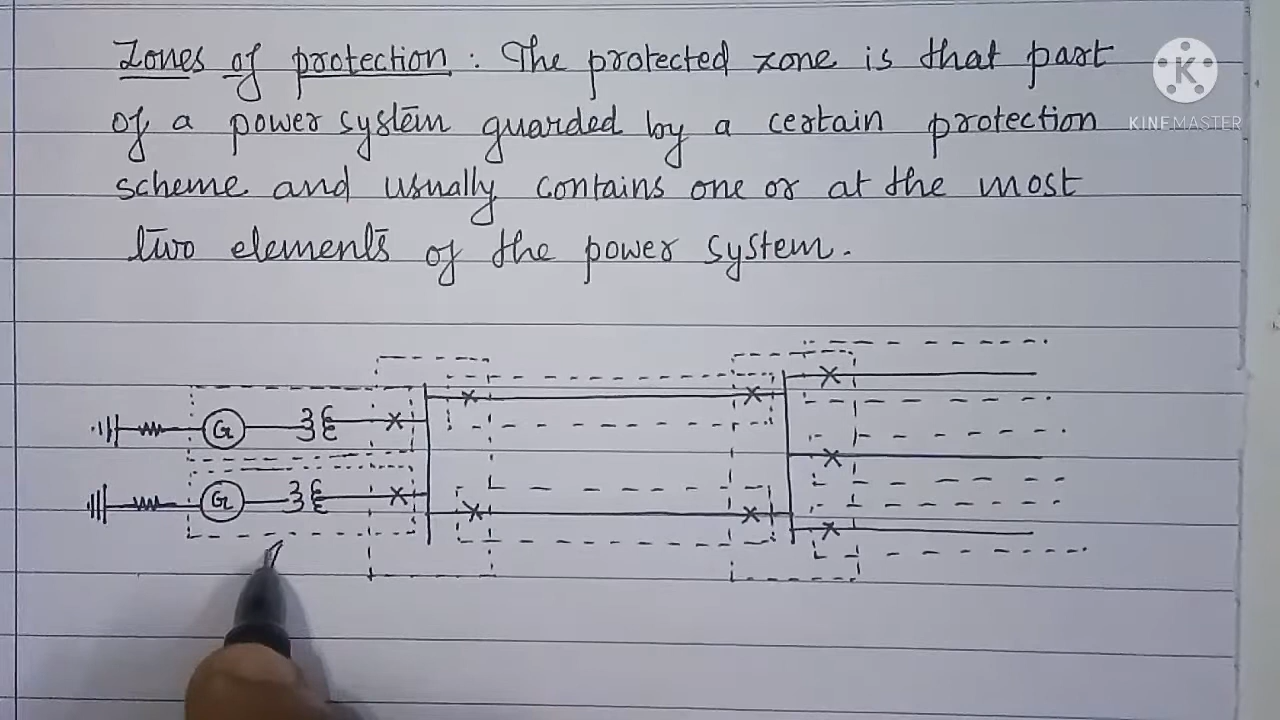 Zones of protection : The protected zone is that part
of a power system guarded by a certain protection
scheme and usually contains one or at the most
two elements of the power system.
K
KINEMASTER
G
G